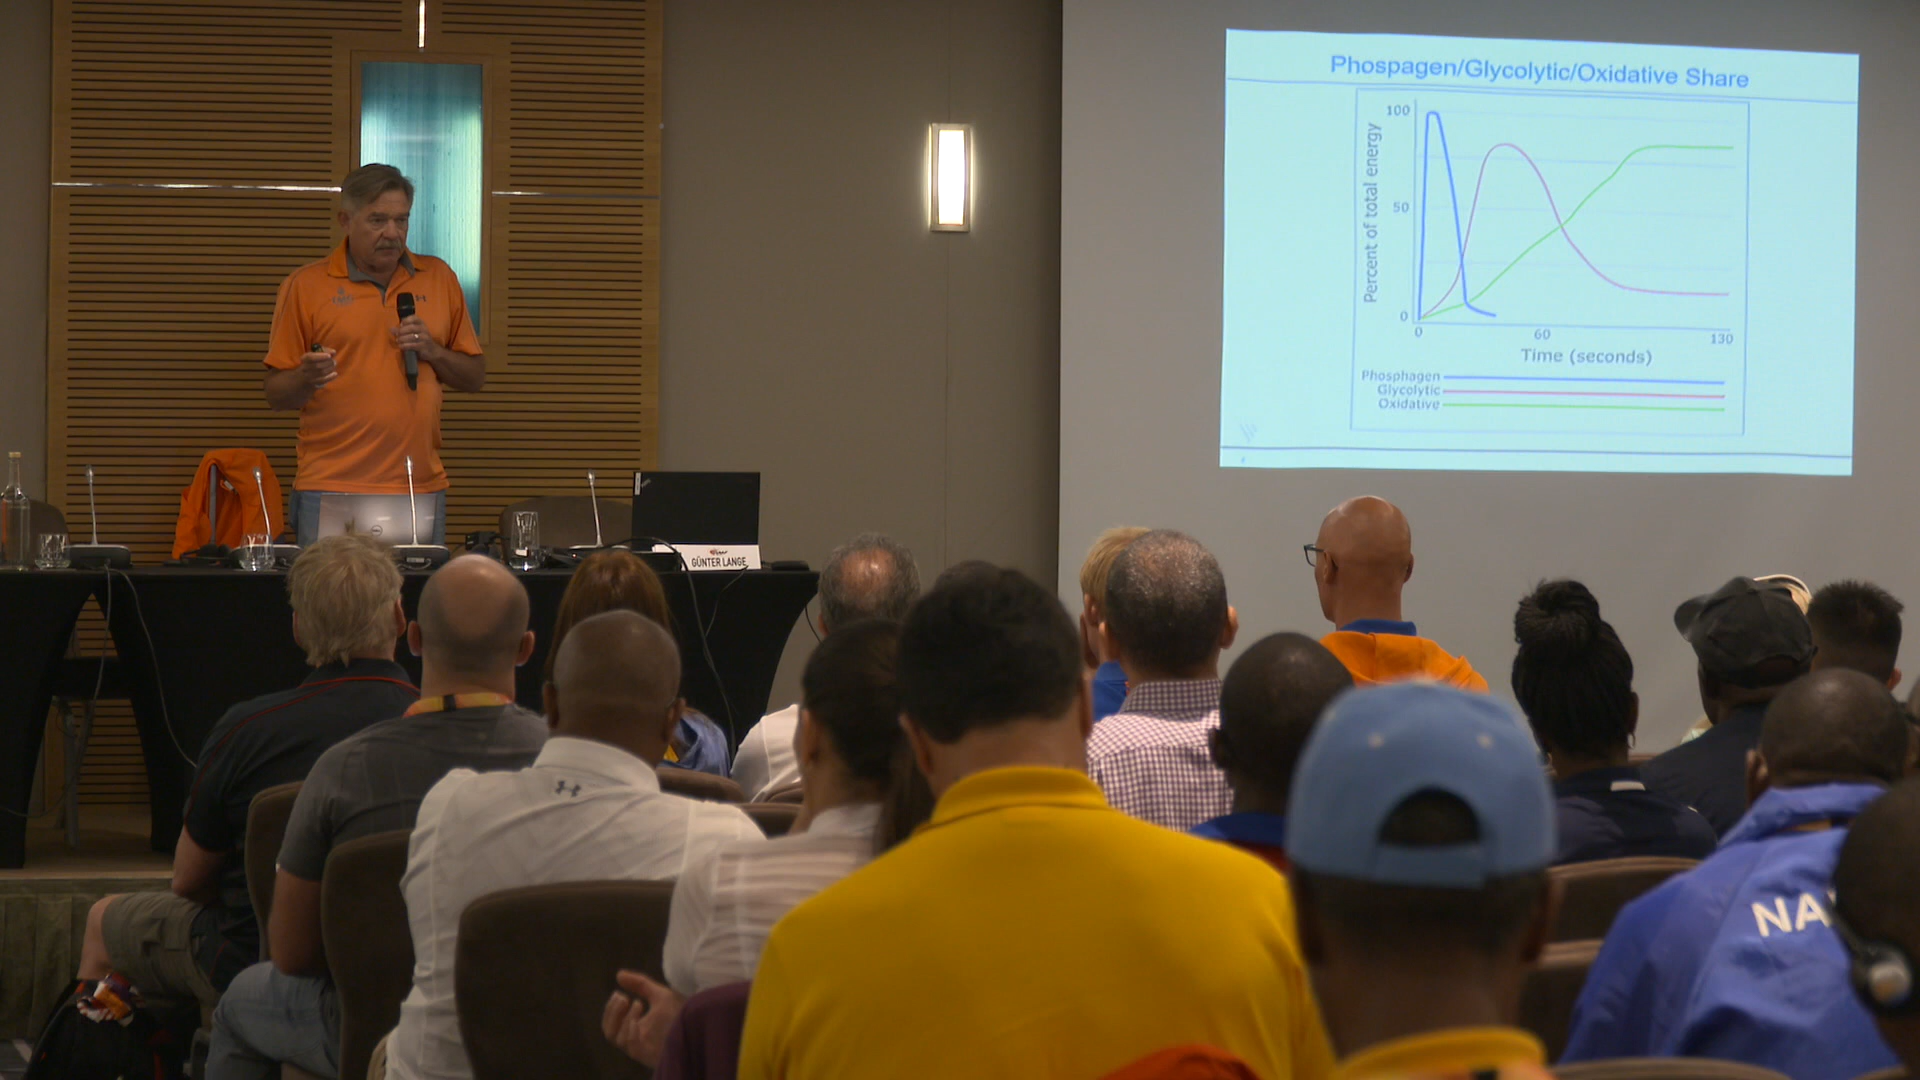 Phospagen/Glycolytic/Oxidative Share
100
50
0
Percent of total energy
0 60 130
Time (seconds)
Phosphagen
Glycolytic
Oxidative
GÜNTER LANGE
DELL
NA